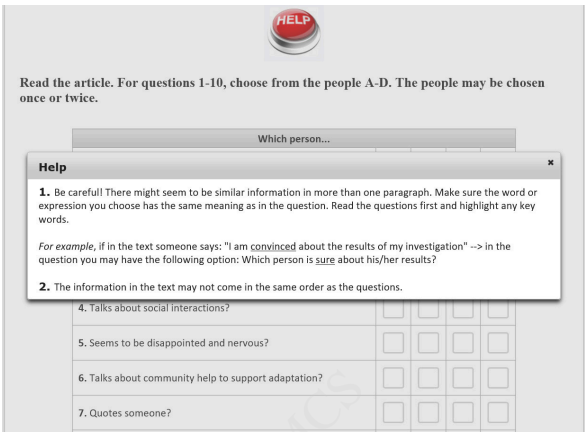 HELP
Read the article. For questions 1-10, choose from the people A-D. The people may be chosen
once or twice.
Which person...
Help
×
1. Be careful! There might seem to be similar information in more than one paragraph. Make sure the word or
expression you choose has the same meaning as in the question. Read the questions first and highlight any key
words.
For example, if in the text someone says: "I am convinced about the results of my investigation" --> in the
question you may have the following option: Which person is sure about his/her results?
2. The information in the text may not come in the same order as the questions.
4. Talks about social interactions?
5. Seems to be disappointed and nervous?
6. Talks about community help to support adaptation?
7. Quotes someone?